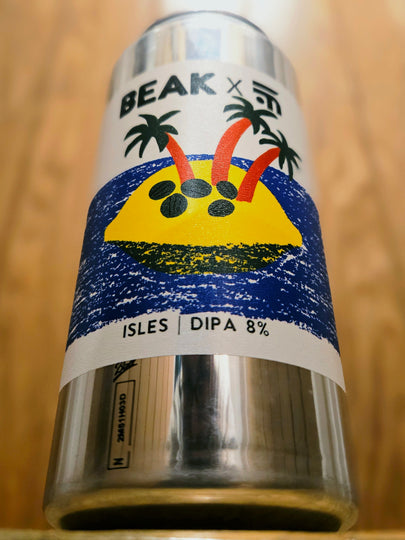 BEAK X
ISLES | DIPA 8%
N